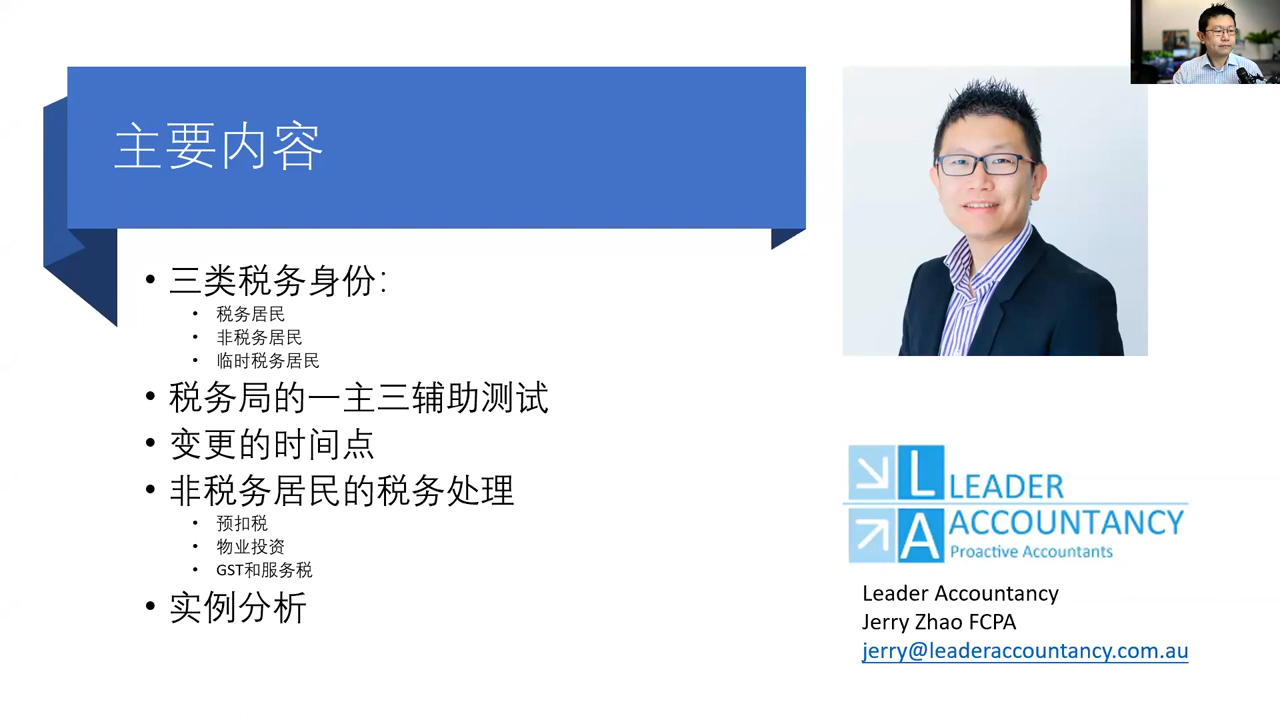 主要内容
三类税务身份：
税务居民
非税务居民
临时税务居民
税务局的一主三辅助测试
变更的时间点
非税务居民的税务处理
预扣税
物业投资
GST和服务税
实例分析
L LEADER
A ACCOUNTANCY
Proactive Accountants
Leader Accountancy
Jerry Zhao FCPA
jerry@leaderaccountancy.com.au